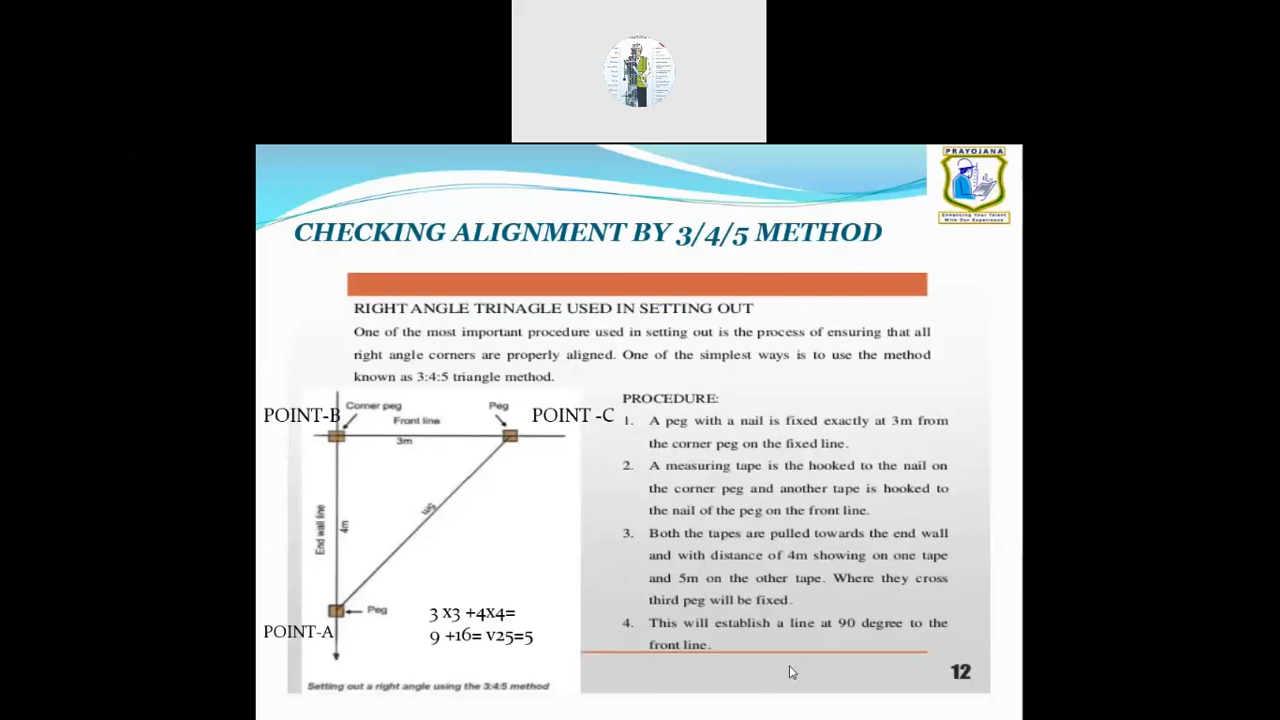 PRAYOJANA
Enhancing Your Talent
With Our Experience
CHECKING ALIGNMENT BY 3/4/5 METHOD
RIGHT ANGLE TRINAGLE USED IN SETTING OUT
One of the most important procedure used in setting out is the process of ensuring that all
right angle corners are properly aligned. One of the simplest ways is to use the method
known as 3:4:5 triangle method.
POINT-B
Corner peg
Peg
POINT -C
Front line
3m
End wall line
4m
5m
Peg
POINT-A
3 x3 +4x4=
9 +16= v25=5
Setting out a right angle using the 3:4:5 method
PROCEDURE:
1. A peg with a nail is fixed exactly at 3m from
the corner peg on the fixed line.
2. A measuring tape is the hooked to the nail on
the corner peg and another tape is hooked to
the nail of the peg on the front line.
3. Both the tapes are pulled towards the end wall
and with distance of 4m showing on one tape
and 5m on the other tape. Where they cross
third peg will be fixed.
4. This will establish a line at 90 degree to the
front line.
12